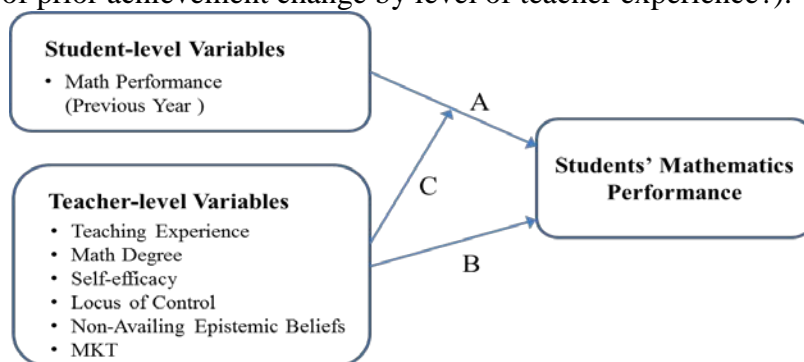 of prior achievement change by level of teacher experience?).
Student-level Variables
• Math Performance
(Previous Year )
A
Students' Mathematics
Performance
Teacher-level Variables
• Teaching Experience
• Math Degree
• Self-efficacy
• Locus of Control
• Non-Availing Epistemic Beliefs
• MKT
C
B